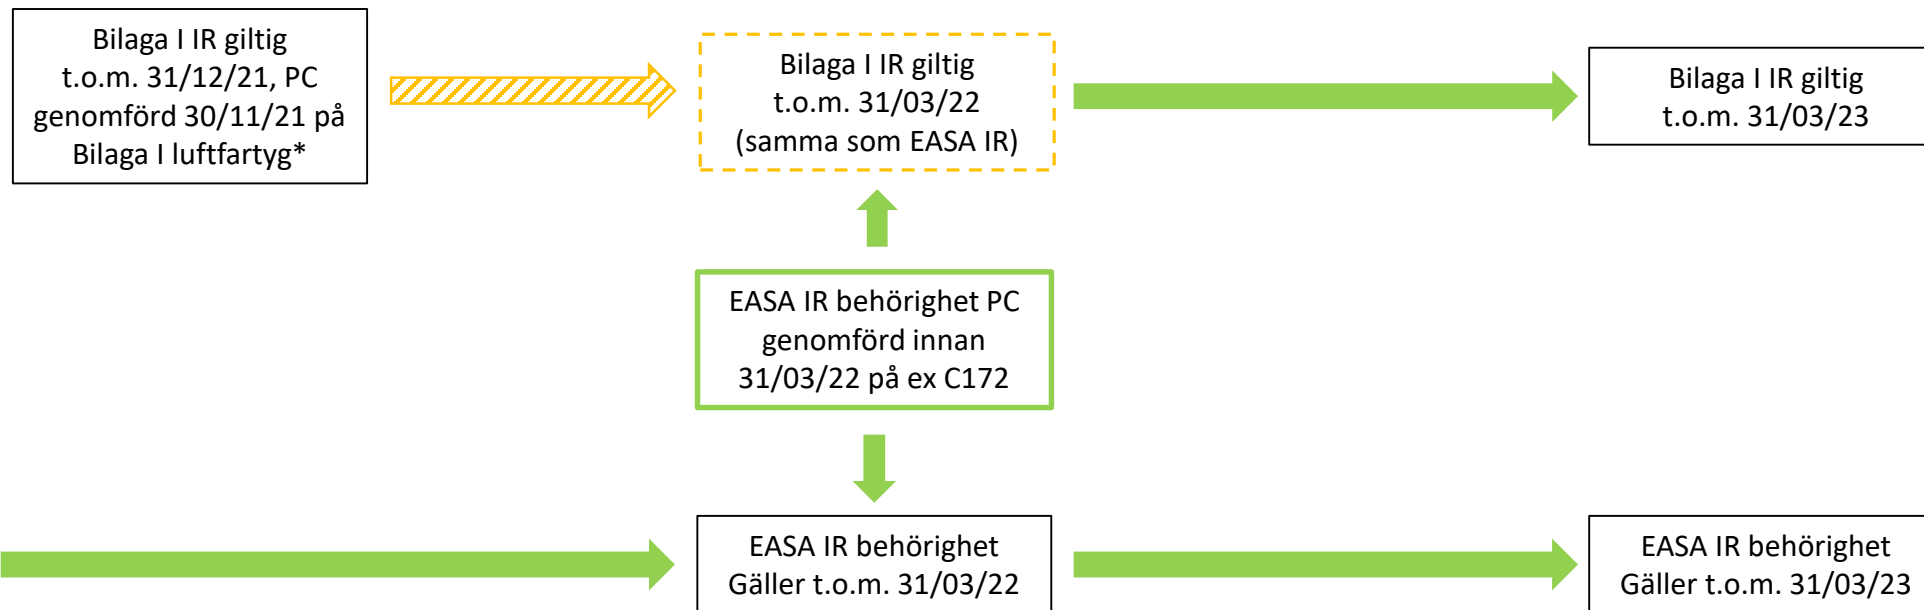 Bilaga I IR giltig
t.o.m. 31/12/21, PC
genomförd 30/11/21 på
Bilaga I luftfartyg*
Bilaga I IR giltig
t.o.m. 31/03/22
(samma som EASA IR)
Bilaga I IR giltig
t.o.m. 31/03/23
EASA IR behörighet PC
genomförd innan
31/03/22 på ex C172
EASA IR behörighet
Gäller t.o.m. 31/03/22
EASA IR behörighet
Gäller t.o.m. 31/03/23